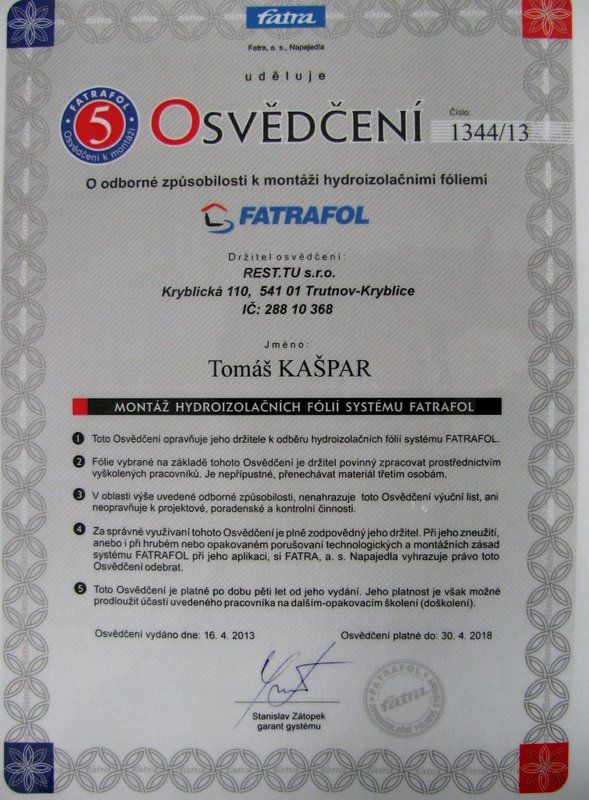 fatra
Fatra, a. s., Napajedla
uděluje
FATRAFOL
5
Osvědčení k montáži
OSVĚDČENÍ
Číslo:
1344/13
O odborné způsobilosti k montáži hydroizolačními fóliemi
FATRAFOL
Držitel osvědčení:
REST.TU s.r.o.
Kryblická 110, 541 01 Trutnov-Kryblice
IČ: 288 10 368
Jméno:
Tomáš KAŠPAR
MONTÁŽ HYDROIZOLAČNÍCH FÓLIÍ SYSTÉMU FATRAFOL
1 Toto Osvědčení opravňuje jeho držitele k odběru hydroizolačních fólií systému FATRAFOL.
2 Fólie vybrané na základě tohoto Osvědčení je držitel povinný zpracovat prostřednictvím
vyškolených pracovníků. Je nepřípustné, přenechávat materiál třetím osobám.
3 V oblasti výše uvedené odborné způsobilosti, nenahrazuje toto Osvědčení výuční list, ani
neopravňuje k projektové, poradenské a kontrolní činnosti.
4 Za správné využívaní tohoto Osvědčení je plně zodpovědný jeho držitel. Při jeho zneužití,
anebo i při hrubém nebo opakovaném porušovaní technologických a montážních zásad
systému FATRAFOL při jeho aplikaci, si FATRA, a. s. Napajedla vyhrazuje právo toto
Osvědčení odebrat.
5 Toto Osvědčení je platné po dobu pěti let od jeho vydání. Jeho platnost je však možné
prodloužit účastí uvedeného pracovníka na dalším-opakovacím školení (doškolení).
Osvědčení vydáno dne: 16. 4. 2013
Osvědčení platné do: 30. 4. 2018
Stanislav Zátopek
garant gystému
FATRAFOL
fatra